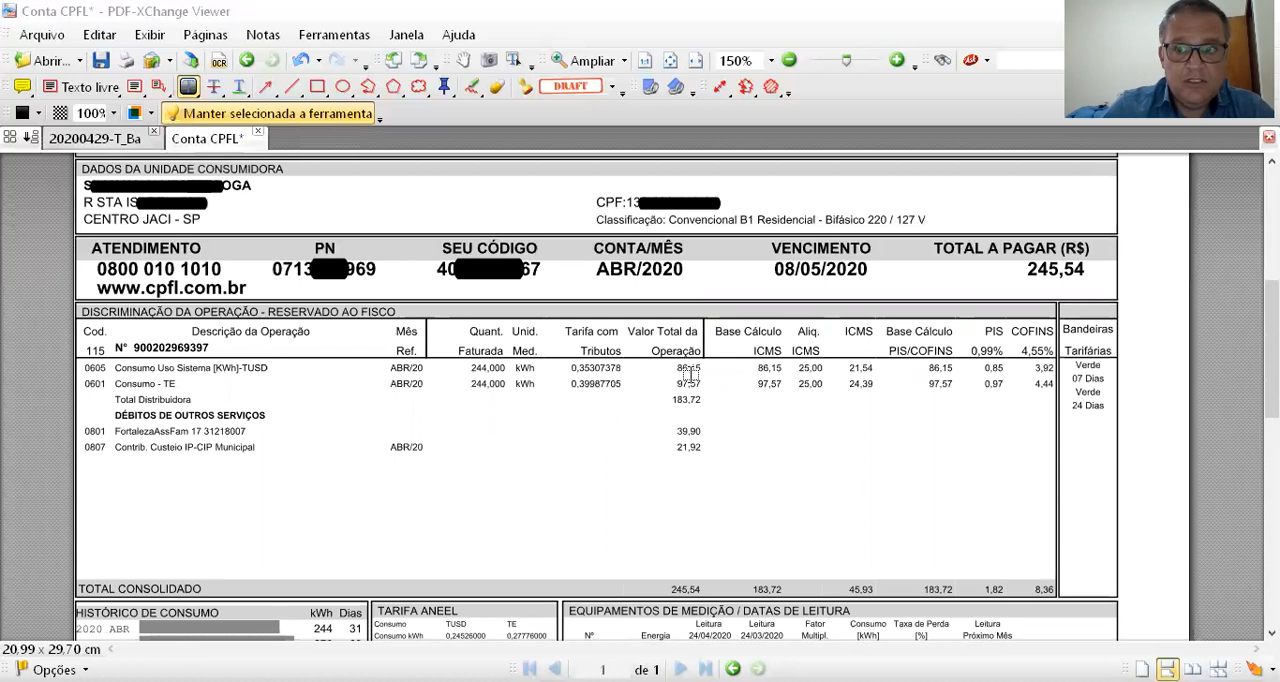 Conta CPFL* - PDF-XChange Viewer
Arquivo Editar Exibir Páginas Notas Ferramentas Janela Ajuda
Abrir... OCR Ampliar 150%
Texto livre DRAFT
100% Manter selecionada a ferramenta
20200429-T_Ba Conta CPFL*
DADOS DA UNIDADE CONSUMIDORA
S OGA
R STA IS CPF:13
CENTRO JACI - SP Classificação: Convencional B1 Residencial - Bifásico 220 / 127 V
ATENDIMENTO PN SEU CÓDIGO CONTA/MÊS VENCIMENTO TOTAL A PAGAR (R$)
0800 010 1010 0713 969 40 67 ABR/2020 08/05/2020 245,54
www.cpfl.com.br
DISCRIMINAÇÃO DA OPERAÇÃO - RESERVADO AO FISCO
Cod. Descrição da Operação Mês Quant. Unid. Tarifa com Valor Total da Base Cálculo Aliq. ICMS Base Cálculo PIS COFINS Bandeiras
115 N° 900202969397 Ref. Faturada Med. Tributos Operação ICMS ICMS PIS/COFINS 0,99% 4,55% Tarifárias
0605 Consumo Uso Sistema [KWh]-TUSD ABR/20 244,000 kWh 0,35307378 86,15 86,15 25,00 21,54 86,15 0,85 3,92 Verde
07 Dias
0601 Consumo - TE ABR/20 244,000 kWh 0,39987705 97,57 97,57 25,00 24,39 97,57 0,97 4,44 Verde
Total Distribuidora 183,72 24 Dias
DÉBITOS DE OUTROS SERVIÇOS
0801 FortalezaAssFam 17 31218007 39,90
0807 Contrib. Custeio IP-CIP Municipal ABR/20 21,92
TOTAL CONSOLIDADO 245,54 183,72 45,93 183,72 1,82 8,36
HISTÓRICO DE CONSUMO kWh Dias TARIFA ANEEL EQUIPAMENTOS DE MEDIÇÃO / DATAS DE LEITURA
Consumo TUSD TE Leitura Leitura Fator Consumo Taxa de Perda Leitura
2020 ABR 244 31 Consumo kWh 0,24526000 0,27776000 N° Energia 24/04/2020 24/03/2020 Multipl. [kWh] [%] Próximo Mês
20,99 x 29,70 cm
Opções 1 de 1